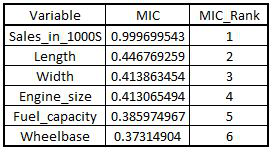 Variable MIC MIC_Rank
Sales_in_1000S 0.999699543 1
Length 0.446769259 2
Width 0.413863454 3
Engine_size 0.413065494 4
Fuel_capacity 0.385974967 5
Wheelbase 0.37314904 6